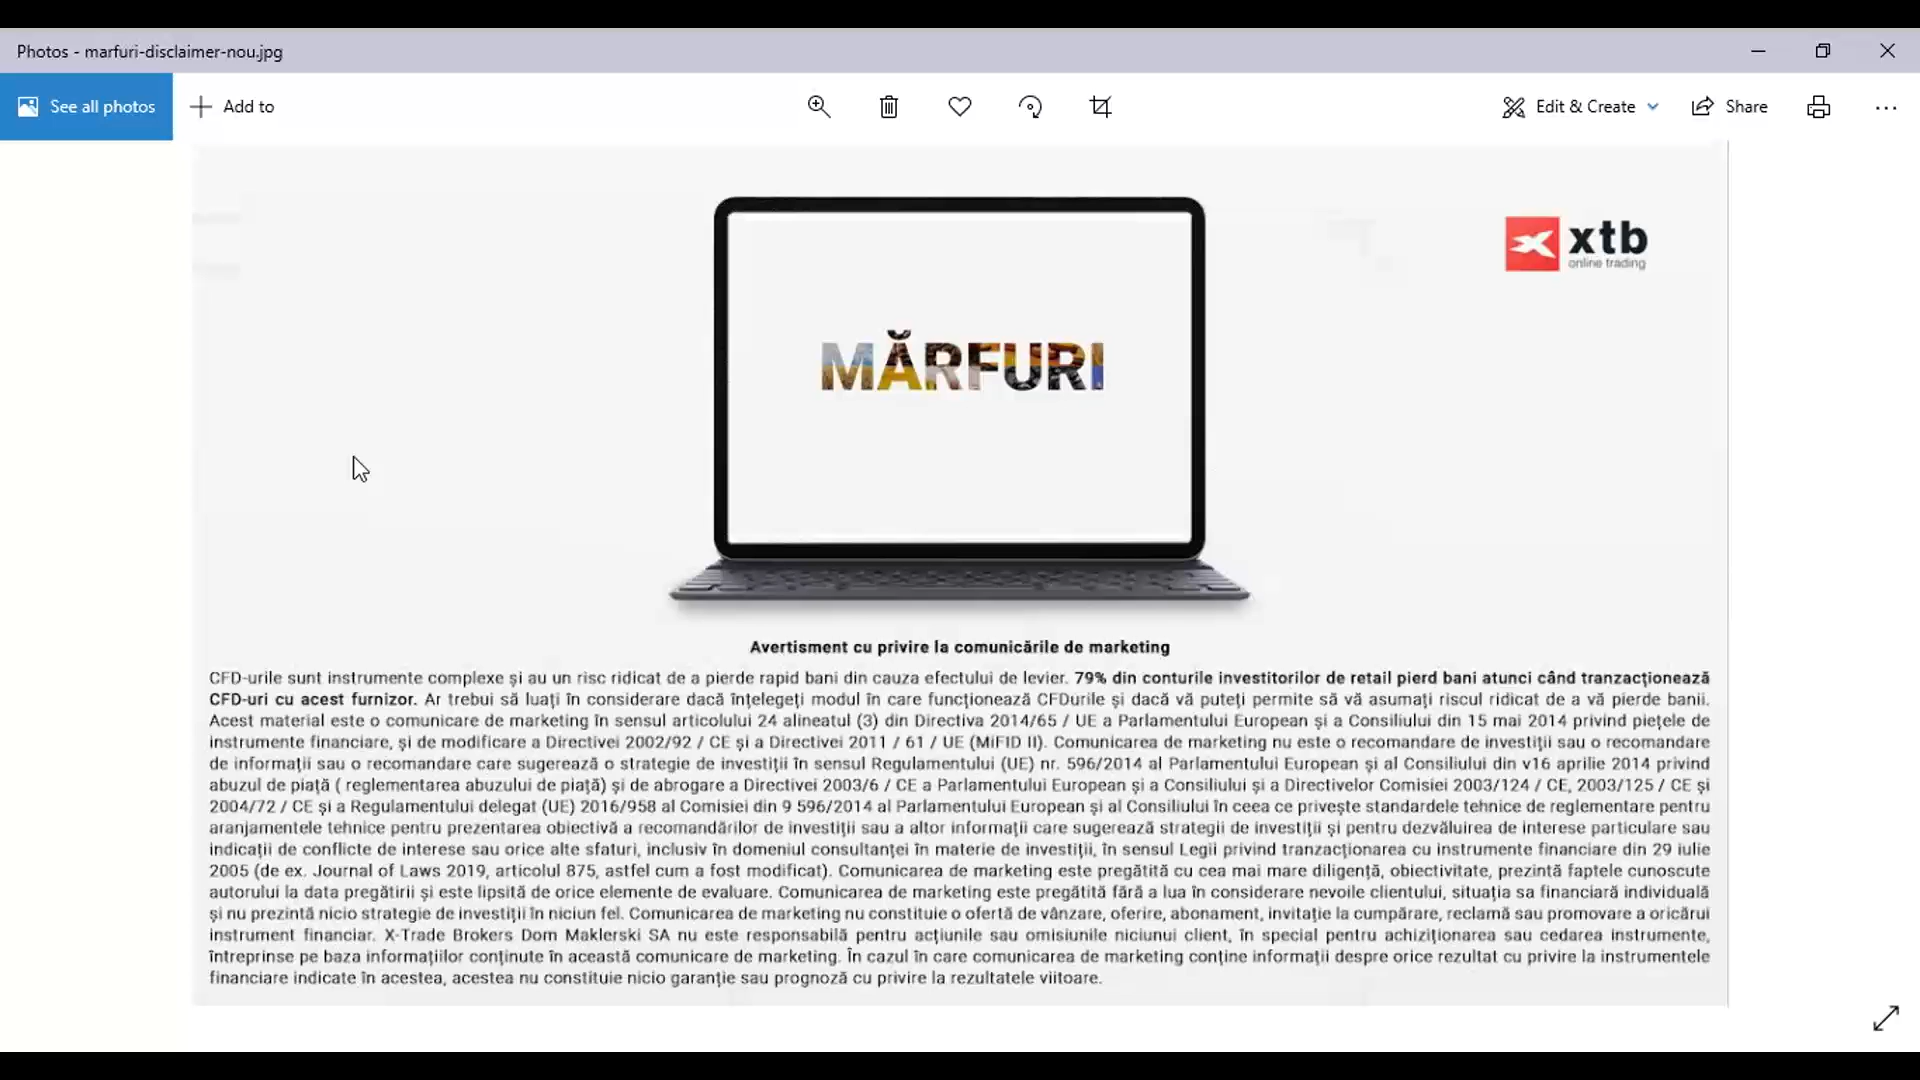 Photos - marfuri-disclaimer-nou.jpg
See all photos
Add to
Edit & Create
Share
xtb
online trading
MĂRFURI
Avertisment cu privire la comunicările de marketing
CFD-urile sunt instrumente complexe și au un risc ridicat de a pierde rapid bani din cauza efectului de levier. 79% din conturile investitorilor de retail pierd bani atunci când tranzacționează
CFD-uri cu acest furnizor. Ar trebui să luați în considerare dacă înțelegeți modul în care funcționează CFDurile și dacă vă puteți permite să vă asumați riscul ridicat de a vă pierde banii.
Acest material este o comunicare de marketing în sensul articolului 24 alineatul (3) din Directiva 2014/65 / UE a Parlamentului European și a Consiliului din 15 mai 2014 privind piețele de
instrumente financiare, și de modificare a Directivei 2002/92 / CE și a Directivei 2011 / 61 / UE (MiFID II). Comunicarea de marketing nu este o recomandare de investiții sau o recomandare
de informații sau o recomandare care sugerează o strategie de investiții în sensul Regulamentului (UE) nr. 596/2014 al Parlamentului European și al Consiliului din v16 aprilie 2014 privind
abuzul de piață ( reglementarea abuzului de piață) și de abrogare a Directivei 2003/6 / CE a Parlamentului European și a Consiliului și a Directivelor Comisiei 2003/124 / CE, 2003/125 / CE și
2004/72 / CE și a Regulamentului delegat (UE) 2016/958 al Comisiei din 9 596/2014 al Parlamentului European și al Consiliului în ceea ce privește standardele tehnice de reglementare pentru
aranjamentele tehnice pentru prezentarea obiectivă a recomandărilor de investiții sau a altor informații care sugerează strategii de investiții și pentru dezvăluirea de interese particulare sau
indicații de conflicte de interese sau orice alte sfaturi, inclusiv în domeniul consultanței în materie de investiții, în sensul Legii privind tranzacționarea cu instrumente financiare din 29 iulie
2005 (de ex. Journal of Laws 2019, articolul 875, astfel cum a fost modificat). Comunicarea de marketing este pregătită cu cea mai mare diligență, obiectivitate, prezintă faptele cunoscute
autorului la data pregătirii și este lipsită de orice elemente de evaluare. Comunicarea de marketing este pregătită fără a lua în considerare nevoile clientului, situația sa financiară individuală
și nu prezintă nicio strategie de investiții în niciun fel. Comunicarea de marketing nu constituie o ofertă de vânzare, oferire, abonament, invitație la cumpărare, reclamă sau promovare a oricărui
instrument financiar. X-Trade Brokers Dom Maklerski SA nu este responsabilă pentru acțiunile sau omisiunile niciunui client, în special pentru achiziționarea sau cedarea instrumente,
întreprinse pe baza informațiilor conținute în această comunicare de marketing. În cazul în care comunicarea de marketing conține informații despre orice rezultat cu privire la instrumentele
financiare indicate în acestea, acestea nu constituie nicio garanție sau prognoză cu privire la rezultatele viitoare.